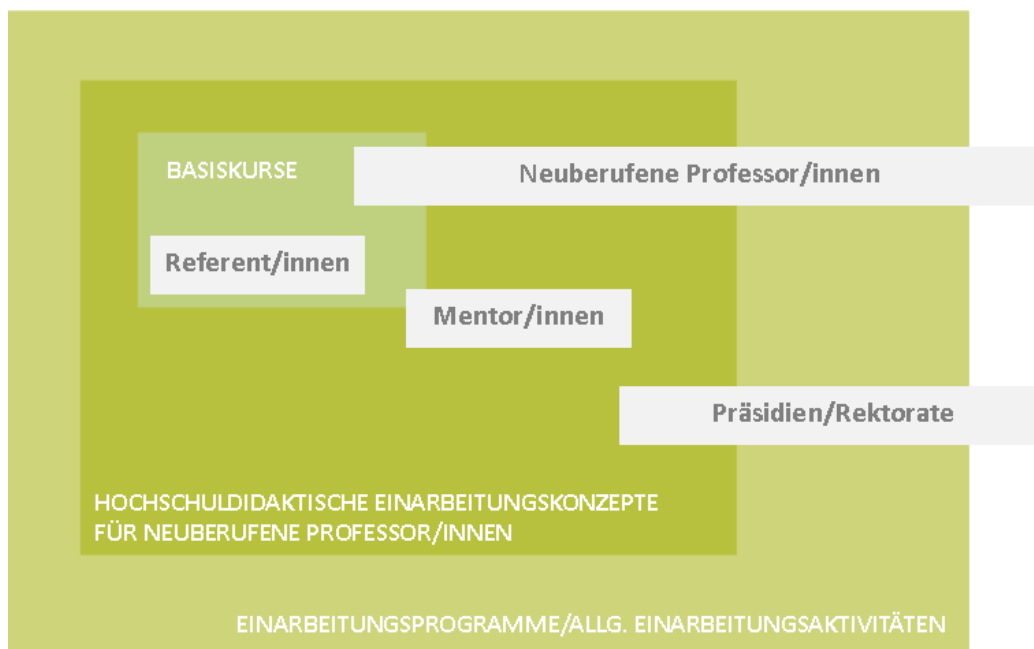 BASISKURSE
Neuberufene Professor/innen
Referent/innen
Mentor/innen
Präsidien/Rektorate
HOCHSCHULDIDAKTISCHE EINARBEITUNGSKONZEPTE
FÜR NEUBERUFENE PROFESSOR/INNEN
EINARBEITUNGSPROGRAMME/ALLG. EINARBEITUNGSAKTIVITÄTEN